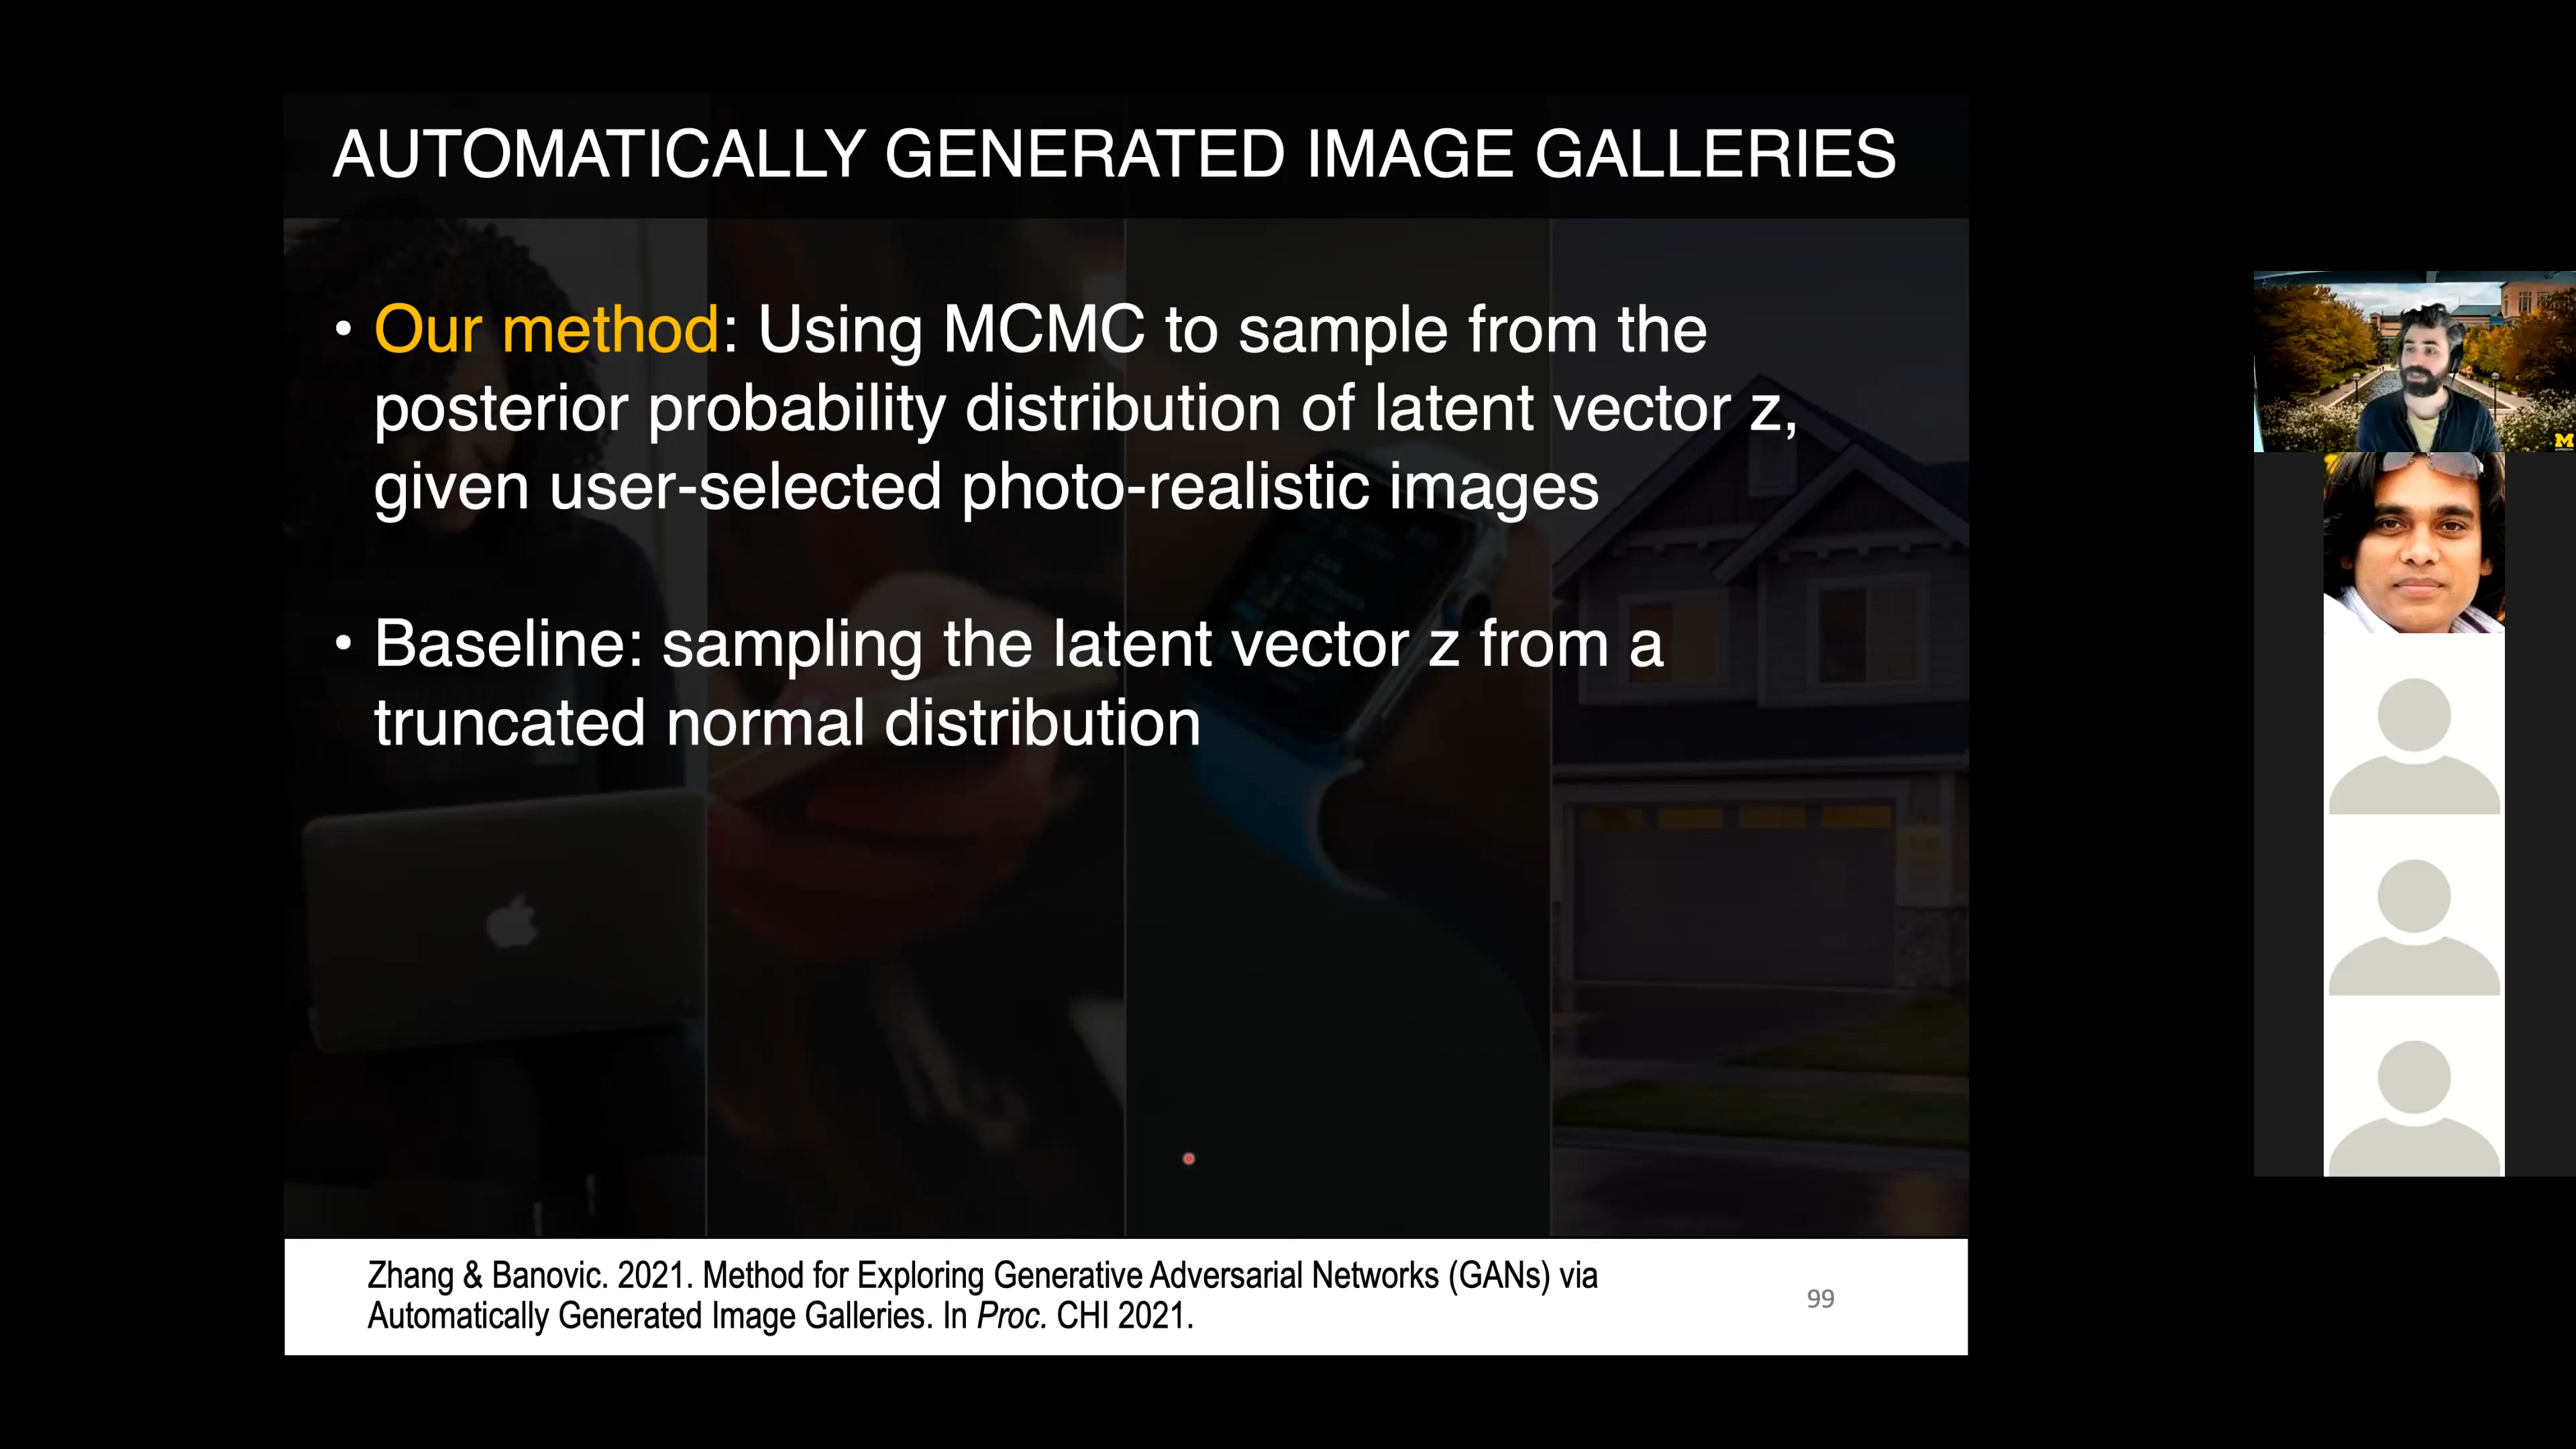 AUTOMATICALLY GENERATED IMAGE GALLERIES
• Our method: Using MCMC to sample from the
posterior probability distribution of latent vector z,
given user-selected photo-realistic images
• Baseline: sampling the latent vector z from a
truncated normal distribution
Zhang & Banovic. 2021. Method for Exploring Generative Adversarial Networks (GANs) via
Automatically Generated Image Galleries. In Proc. CHI 2021.
99
M